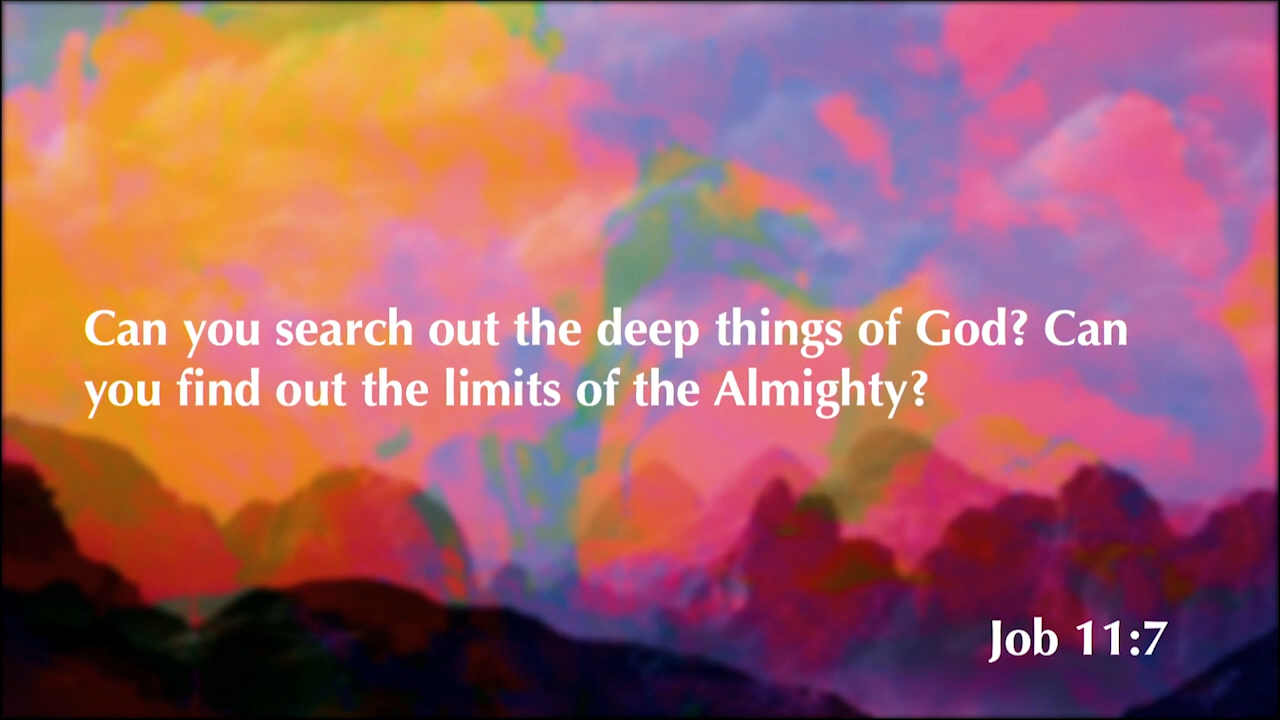 Can you search out the deep things of God? Can
you find out the limits of the Almighty?
Job 11:7